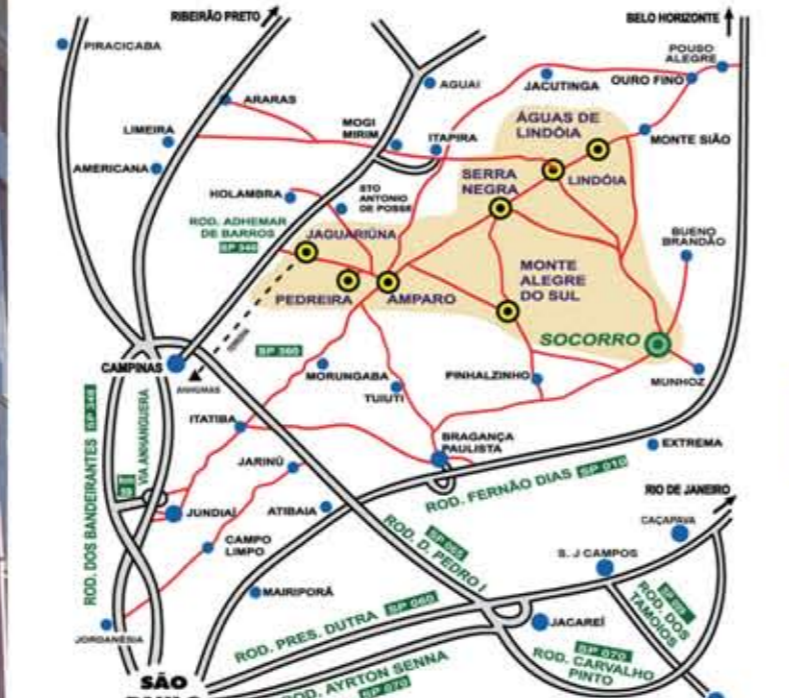 RIBEIRÃO PRETO
BELO HORIZONTE
PIRACICABA
POUSO
ALEGRE
AGUAI
JACUTINGA
OURO FINO
ARARAS
ÁGUAS DE
LINDÓIA
MOGI
MIRIM
LIMEIRA
ITAPIRA
MONTE SIÃO
AMERICANA
SERRA
NEGRA
LINDÓIA
HOLAMBRA
STO
ANTONIO
DE POSSE
ROD. ADHEMAR
DE BARROS
SP 340
JAGUARIÚNA
BUENO
BRANDÃO
PEDREIRA
AMPARO
MONTE
ALEGRE
DO SUL
SOCORRO
SP 360
CAMPINAS
ANHUMAS
MORUNGABA
TUIUTI
PINHALZINHO
MUNHOZ
ROD. DOS BANDEIRANTES SP 348
VIA ANHANGUERA
ITATIBA
BRAGANÇA
PAULISTA
EXTREMA
JARINÚ
ROD. FERNÃO DIAS SP 010
RIO DE JANEIRO
JUNDIAÍ
ATIBAIA
CAÇAPAVA
CAMPO
LIMPO
SP 065
ROD. D. PEDRO I
S. J CAMPOS
MAIRIPORÃ
ROD. DOS
TAMOIOS
JORDANÉSIA
ROD. PRES. DUTRA SP 060
JACAREÍ
SP 070
ROD. CARVALHO
PINTO
SÃO
PAULO
ROD. AYRTON SENNA
SP 070